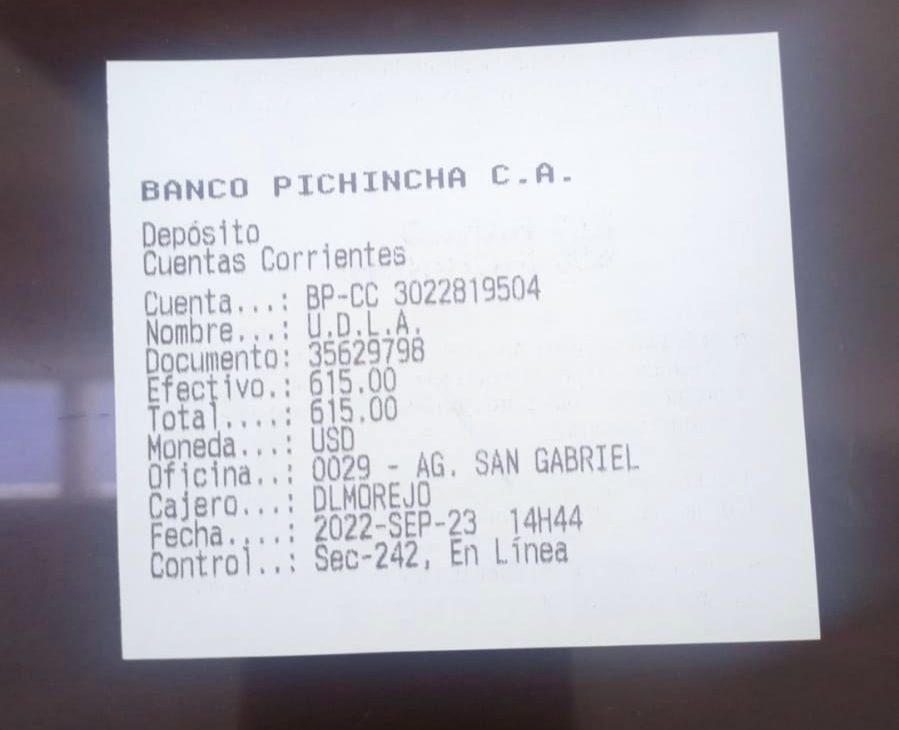 BANCO PICHINCHA C.A.
Depósito
Cuentas Corrientes
Cuenta...: BP-CC 3022819504
Nombre...: U.D.L.A.
Documento: 35629798
Efectivo.: 615.00
Total....: 615.00
Moneda...: USD
Oficina..: 0029 - AG. SAN GABRIEL
Cajero...: DLMOREJO
Fecha....: 2022-SEP-23 14H44
Control..: Sec-242, En Línea